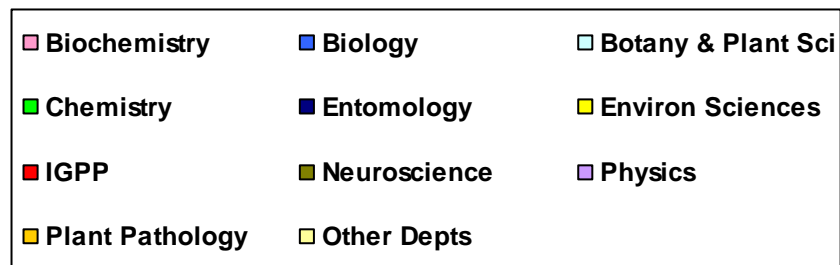 Biochemistry Biology Botany & Plant Sci
Chemistry Entomology Environ Sciences
IGPP Neuroscience Physics
Plant Pathology Other Depts